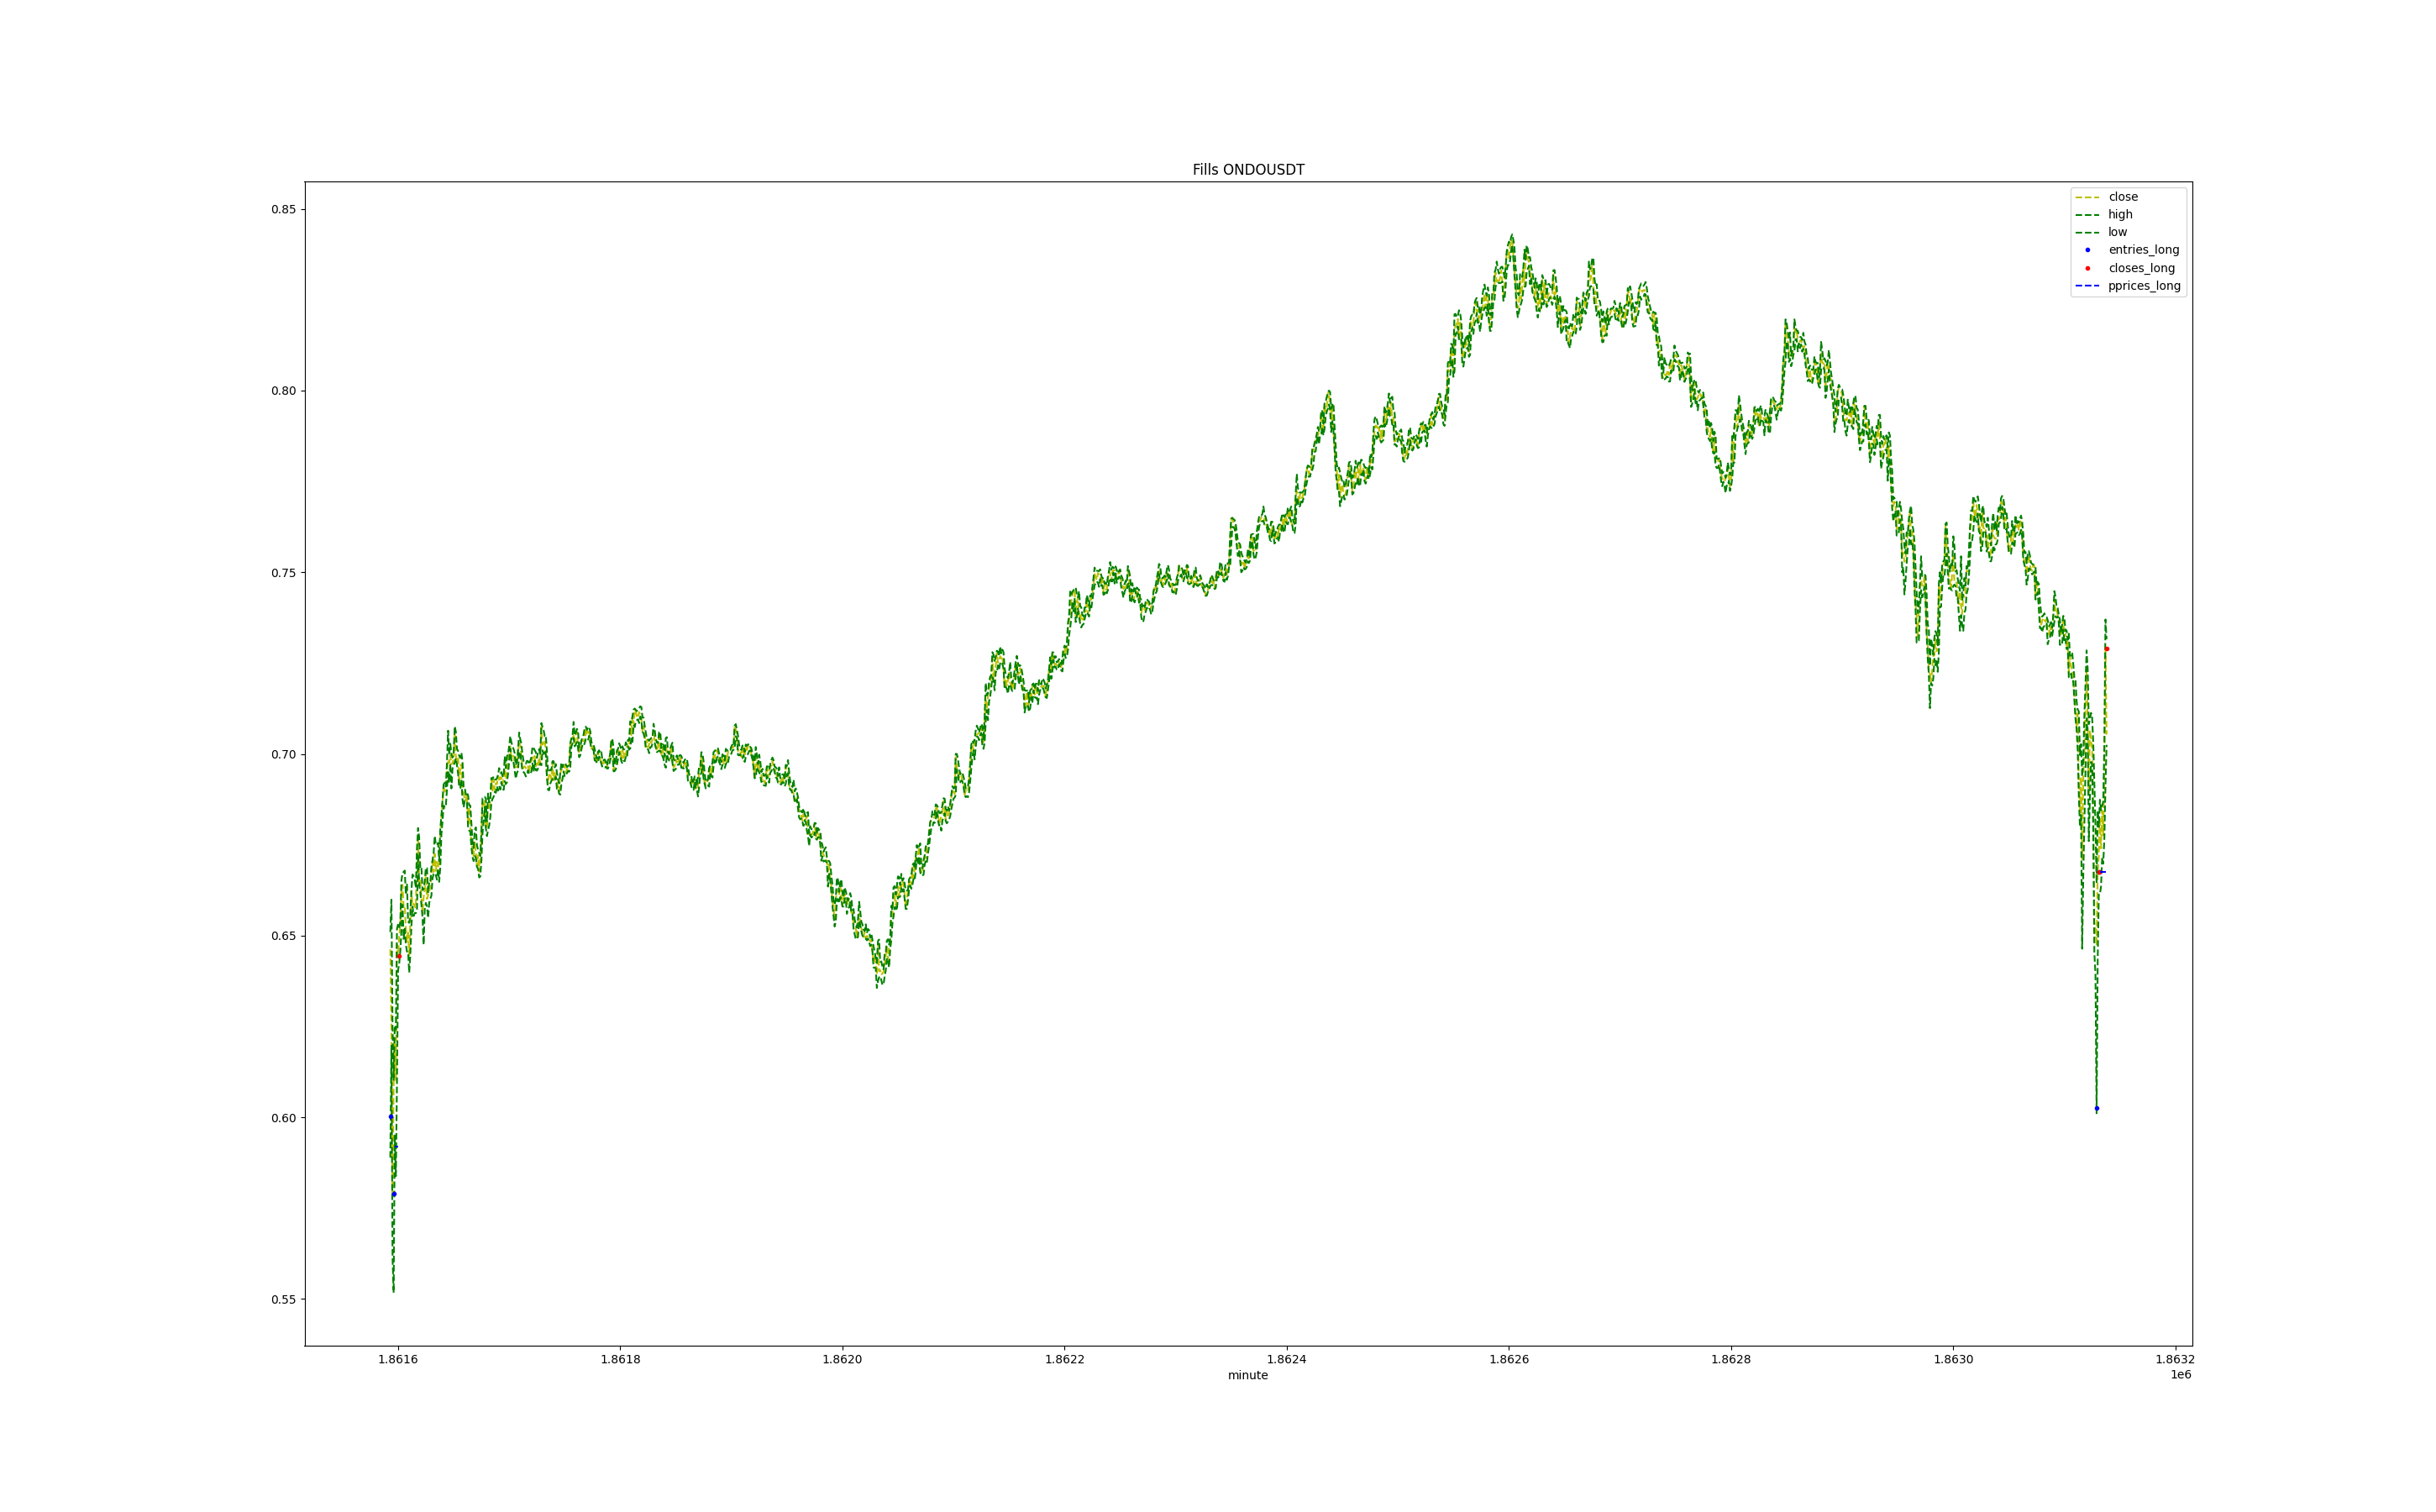 Fills ONDOUSDT
close
high
low
entries_long
closes_long
pprices_long
0.85
0.80
0.75
0.70
0.65
0.60
0.55
1.8616 1.8618 1.8620 1.8622 1.8624 1.8626 1.8628 1.8630 1.8632
minute
1e6